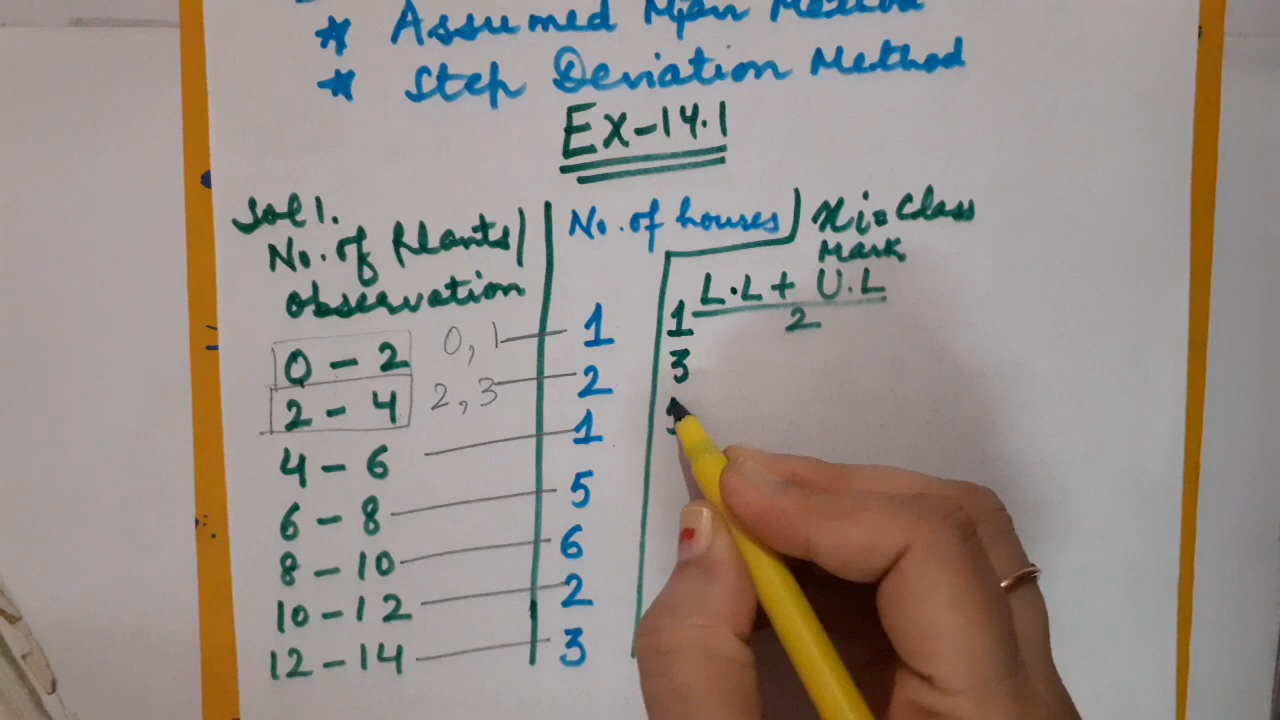 * Assumed Mean Method
* Step Deviation Method
Ex-14.1
Sol 1.
No. of Plants/
observation
No. of houses
xi = Class
Mark
L.L + U.L
2
0 - 2 0, 1 1 1
2 - 4 2, 3 2 3
4 - 6 1
6 - 8 5
8 - 10 6
10 - 12 2
12 - 14 3